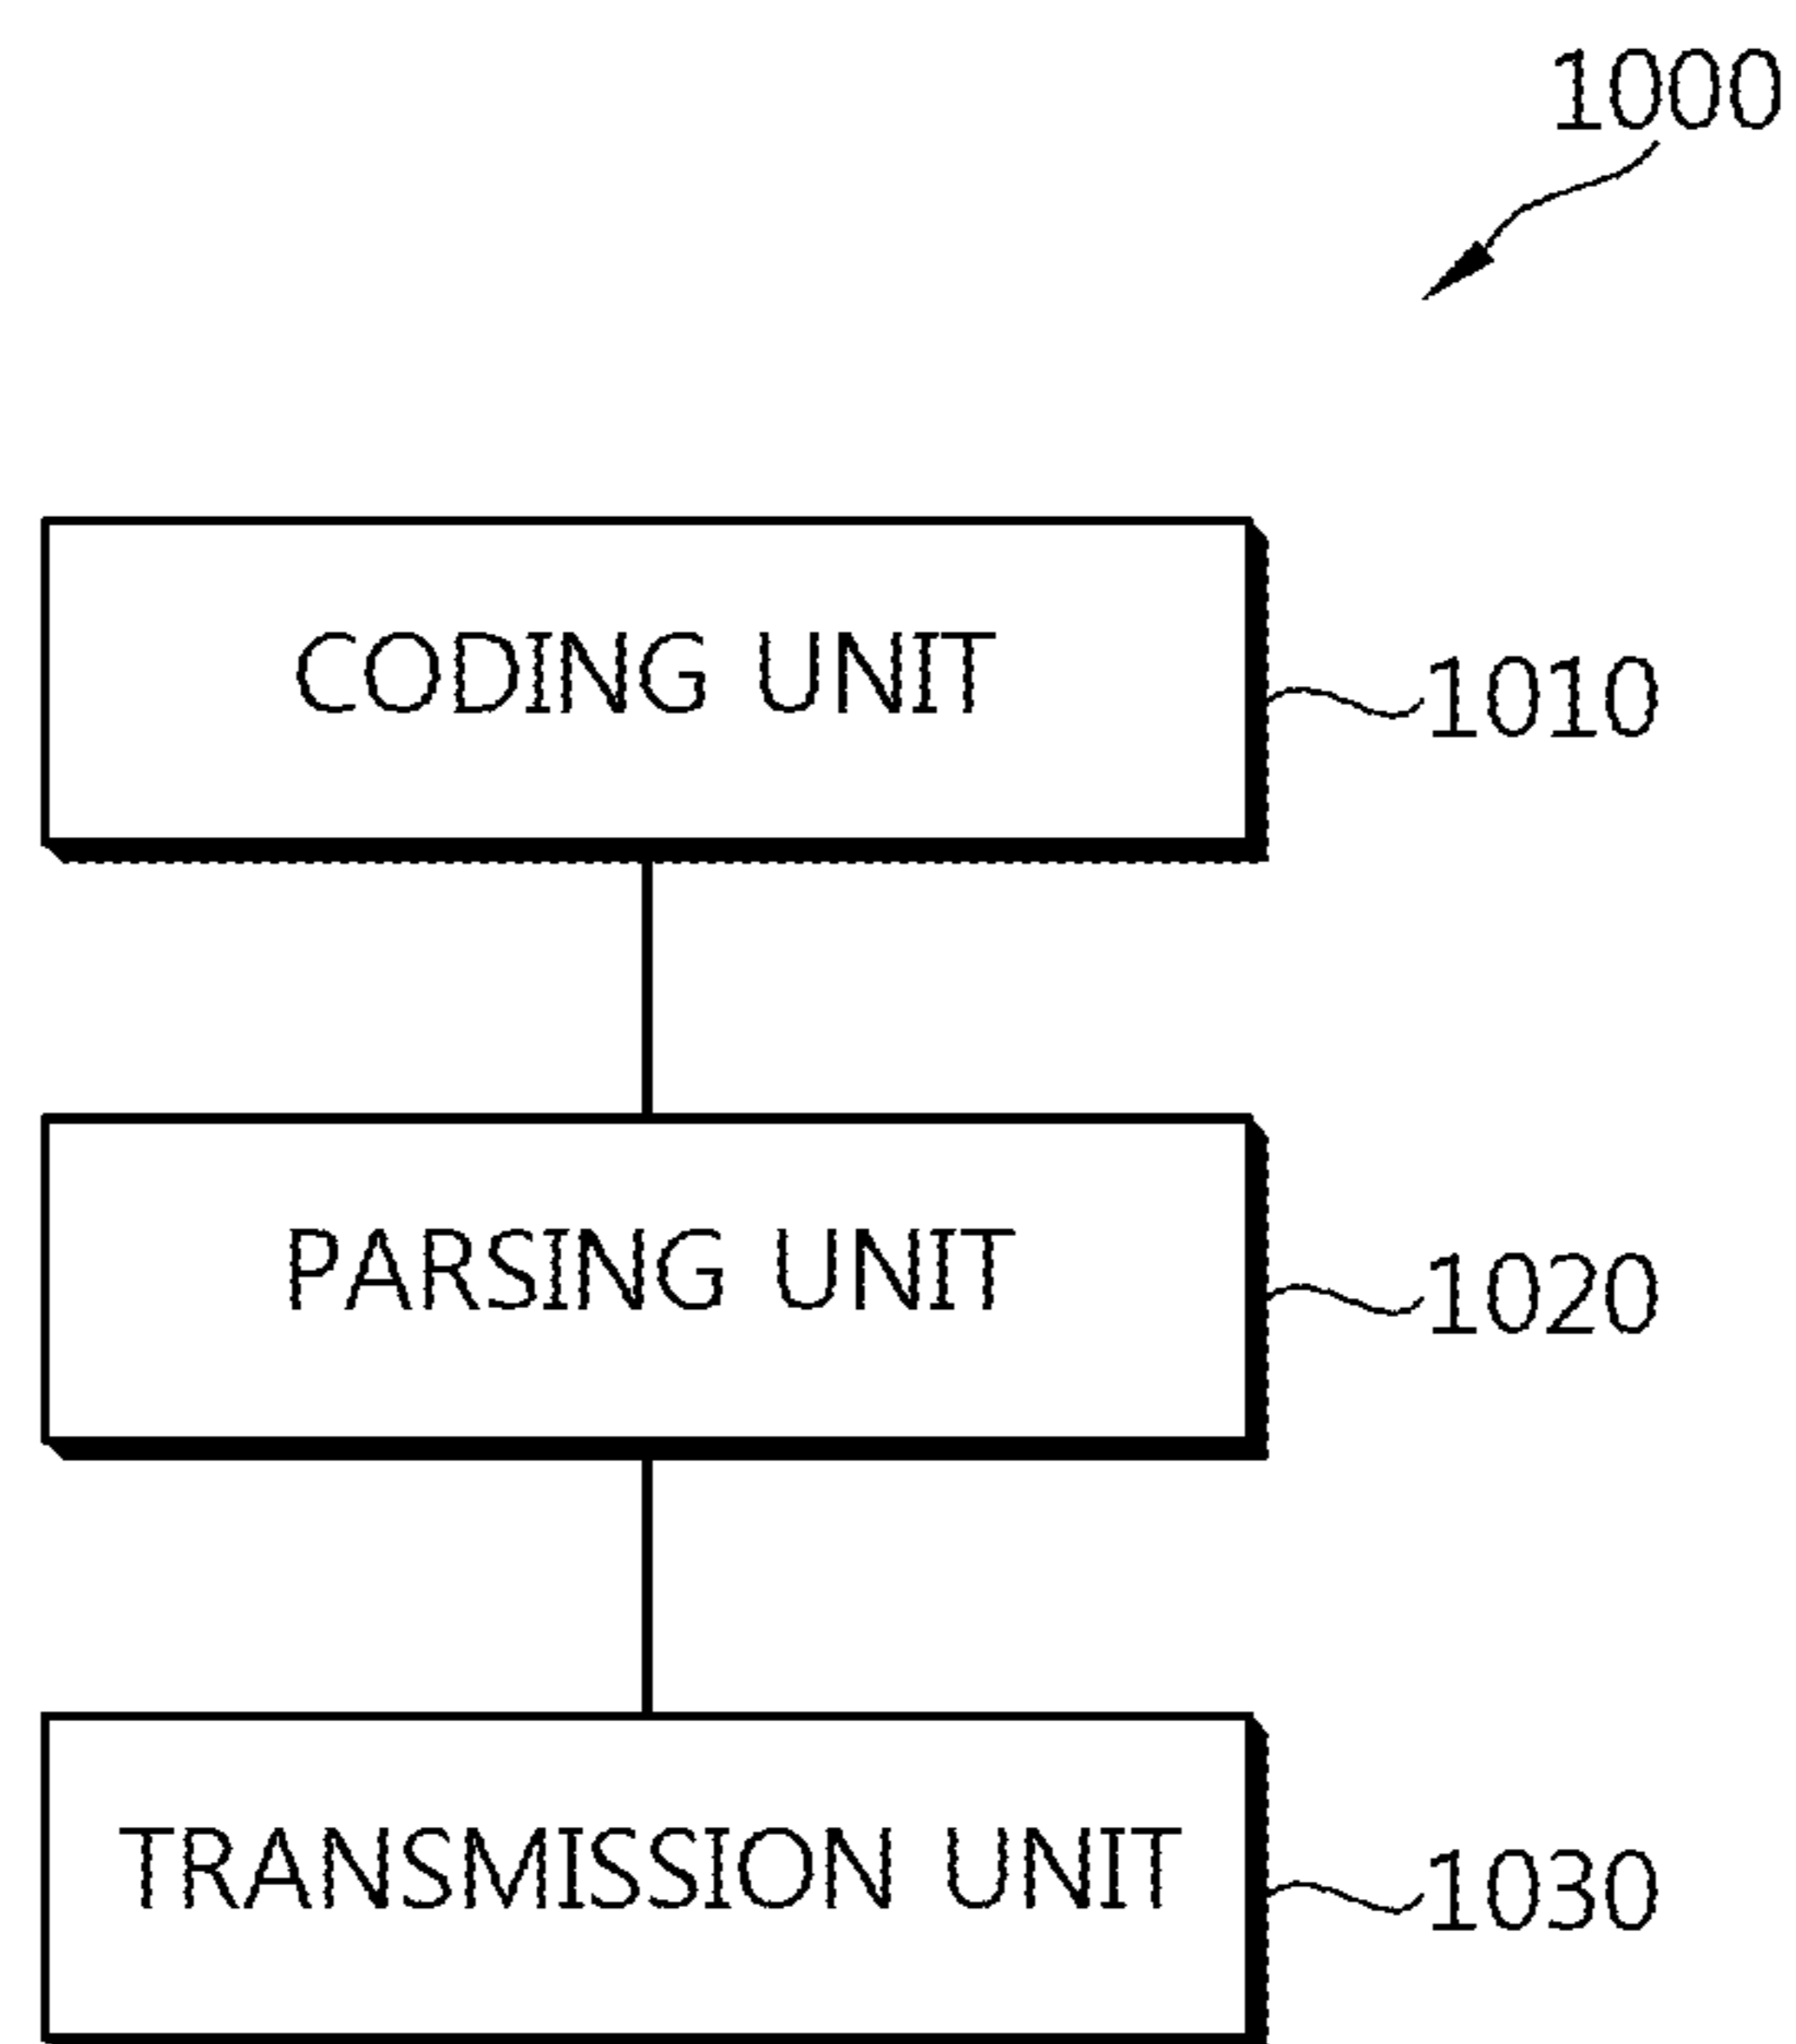 1000
CODING UNIT
1010
PARSING UNIT
1020
TRANSMISSION UNIT
1030